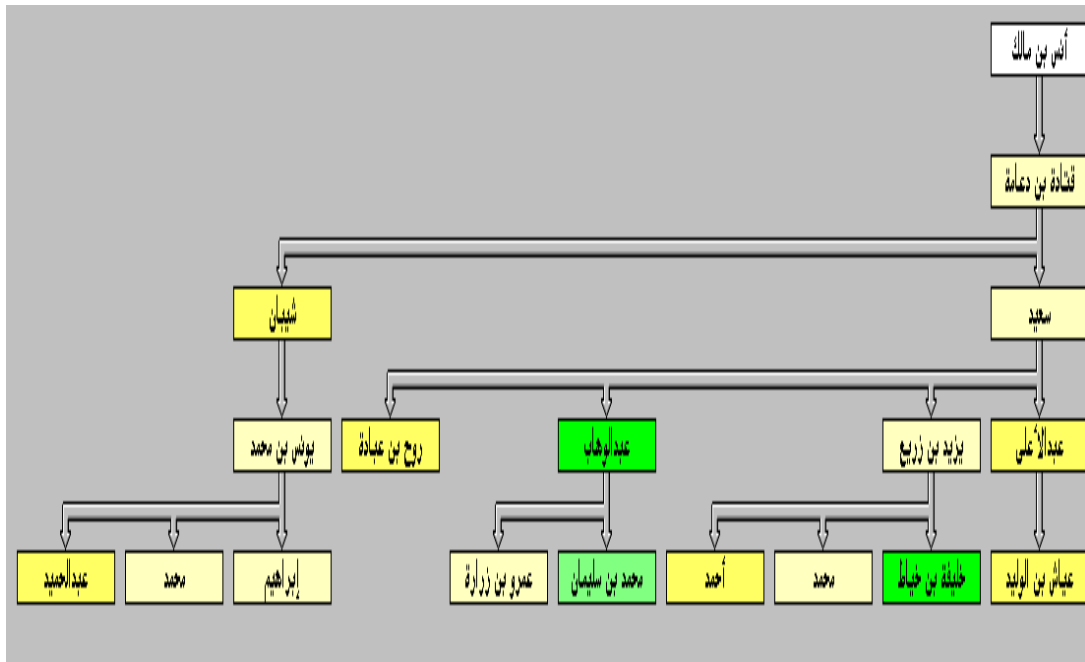 أنس بن مالك
قتادة بن دعامة
سعيد
شيبان
عبدالأعلى
يزيد بن زريع
عبدالوهاب
روح بن عبادة
يونس بن محمد
عياش بن الوليد
خليفة بن خياط
محمد
أحمد
محمد بن سليمان
عمرو بن زرارة
إبراهيم
محمد
عبدالحميد